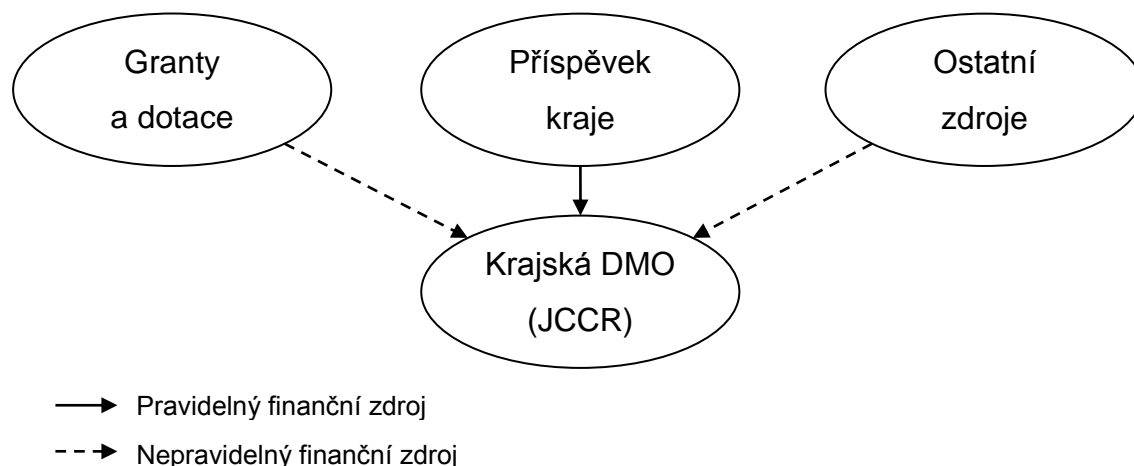 Granty
a dotace
Příspěvek
kraje
Ostatní
zdroje
Krajská DMO
(JCCR)
Pravidelný finanční zdroj
Nepravidelný finanční zdroj